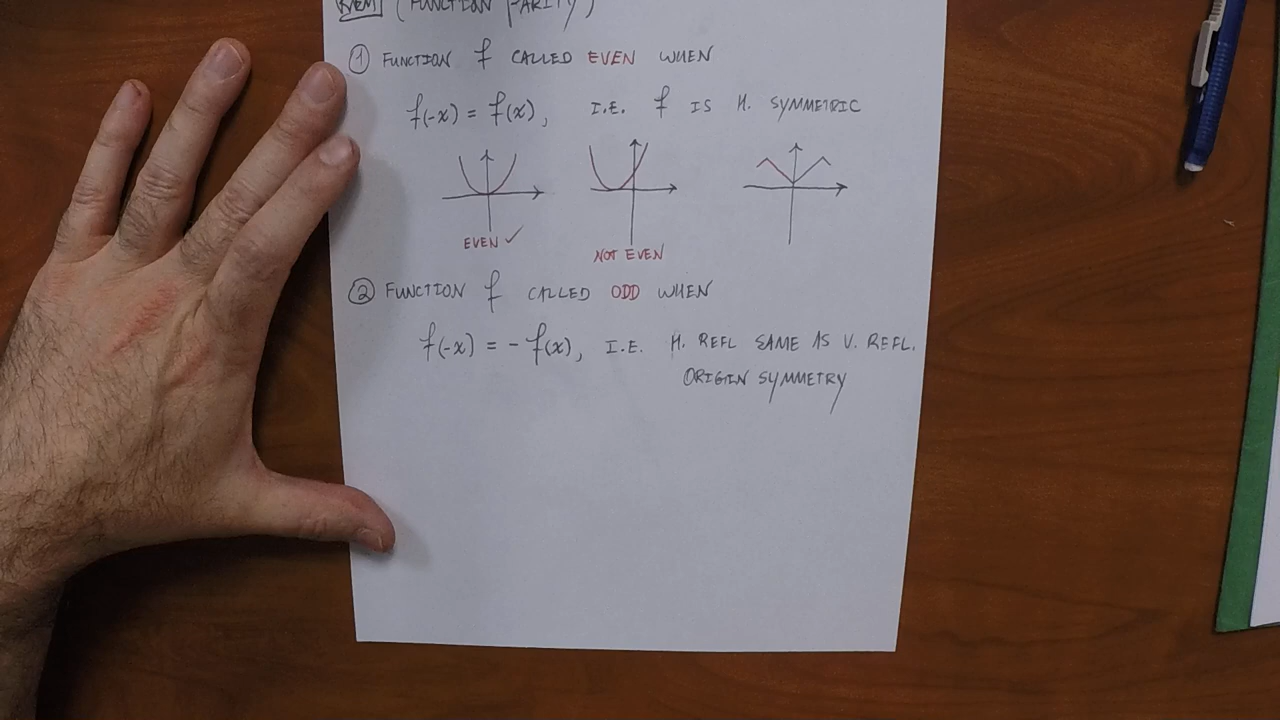 REM (FUNCTION PARITY)
① FUNCTION f CALLED EVEN WHEN
f(-x) = f(x), I.E. f IS H. SYMMETRIC
EVEN ✓
NOT EVEN
② FUNCTION f CALLED ODD WHEN
f(-x) = - f(x), I.E. H. REFL SAME AS V. REFL.
ORIGIN SYMMETRY